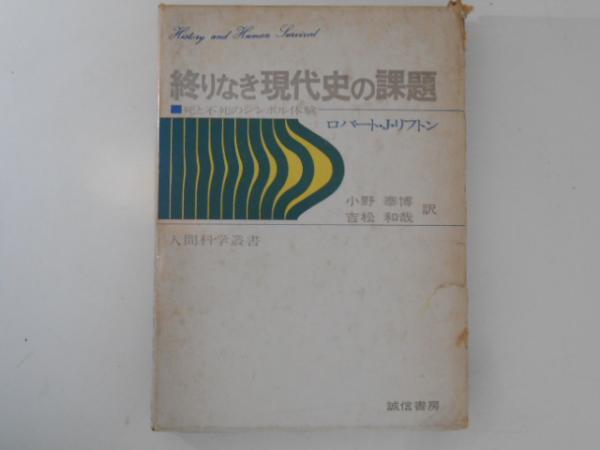 History and Human Survival
終りなき現代史の課題
■死と不死のシンボル体験
ロバート・J・リフトン
小野 泰博
吉松 和哉
訳
人間科学叢書
誠信書房